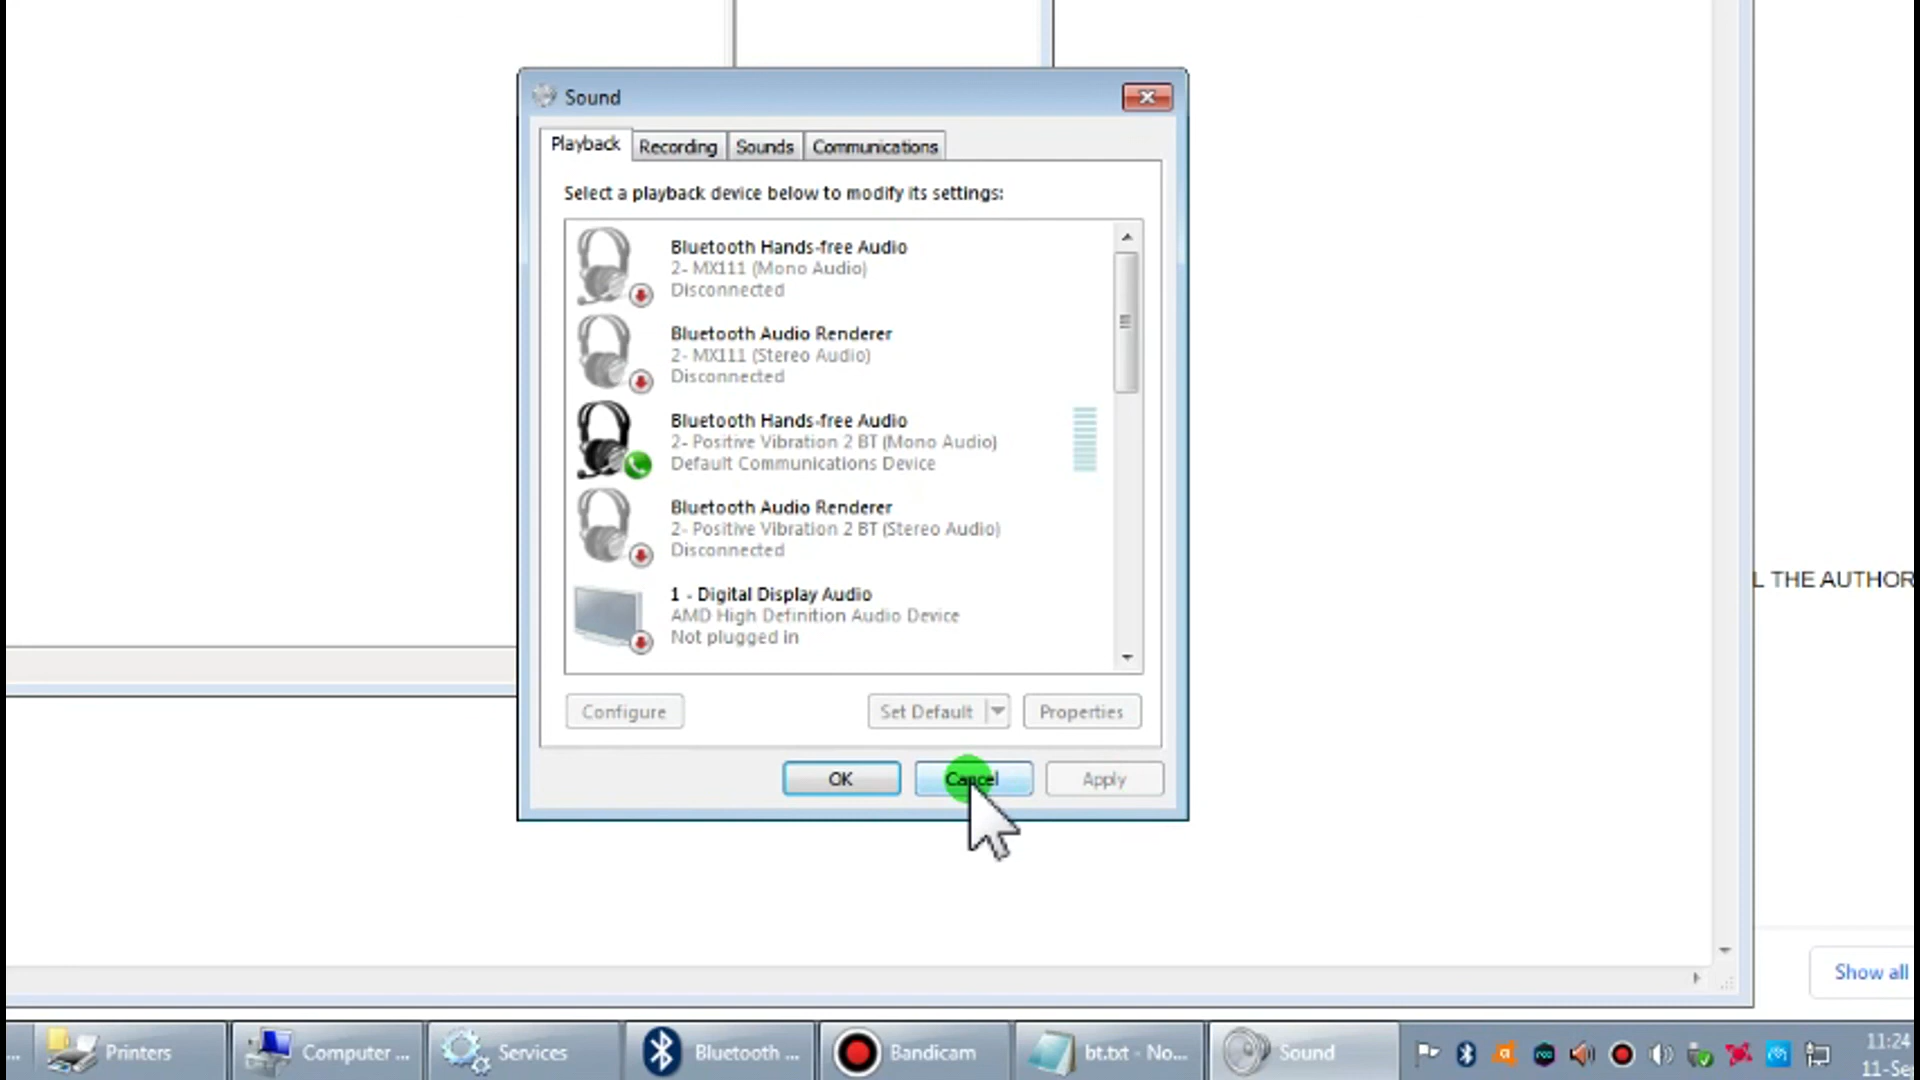 Sound
Playback
Recording
Sounds
Communications
Select a playback device below to modify its settings:
Bluetooth Hands-free Audio
2- MX111 (Mono Audio)
Disconnected
Bluetooth Audio Renderer
2- MX111 (Stereo Audio)
Disconnected
Bluetooth Hands-free Audio
2- Positive Vibration 2 BT (Mono Audio)
Default Communications Device
Bluetooth Audio Renderer
2- Positive Vibration 2 BT (Stereo Audio)
Disconnected
1 - Digital Display Audio
AMD High Definition Audio Device
Not plugged in
Configure
Set Default
Properties
OK
Cancel
Apply
L THE AUTHOR
Show all
...
Printers
Computer ...
Services
Bluetooth ...
Bandicam
bt.txt - No...
Sound
11:24
11-Se